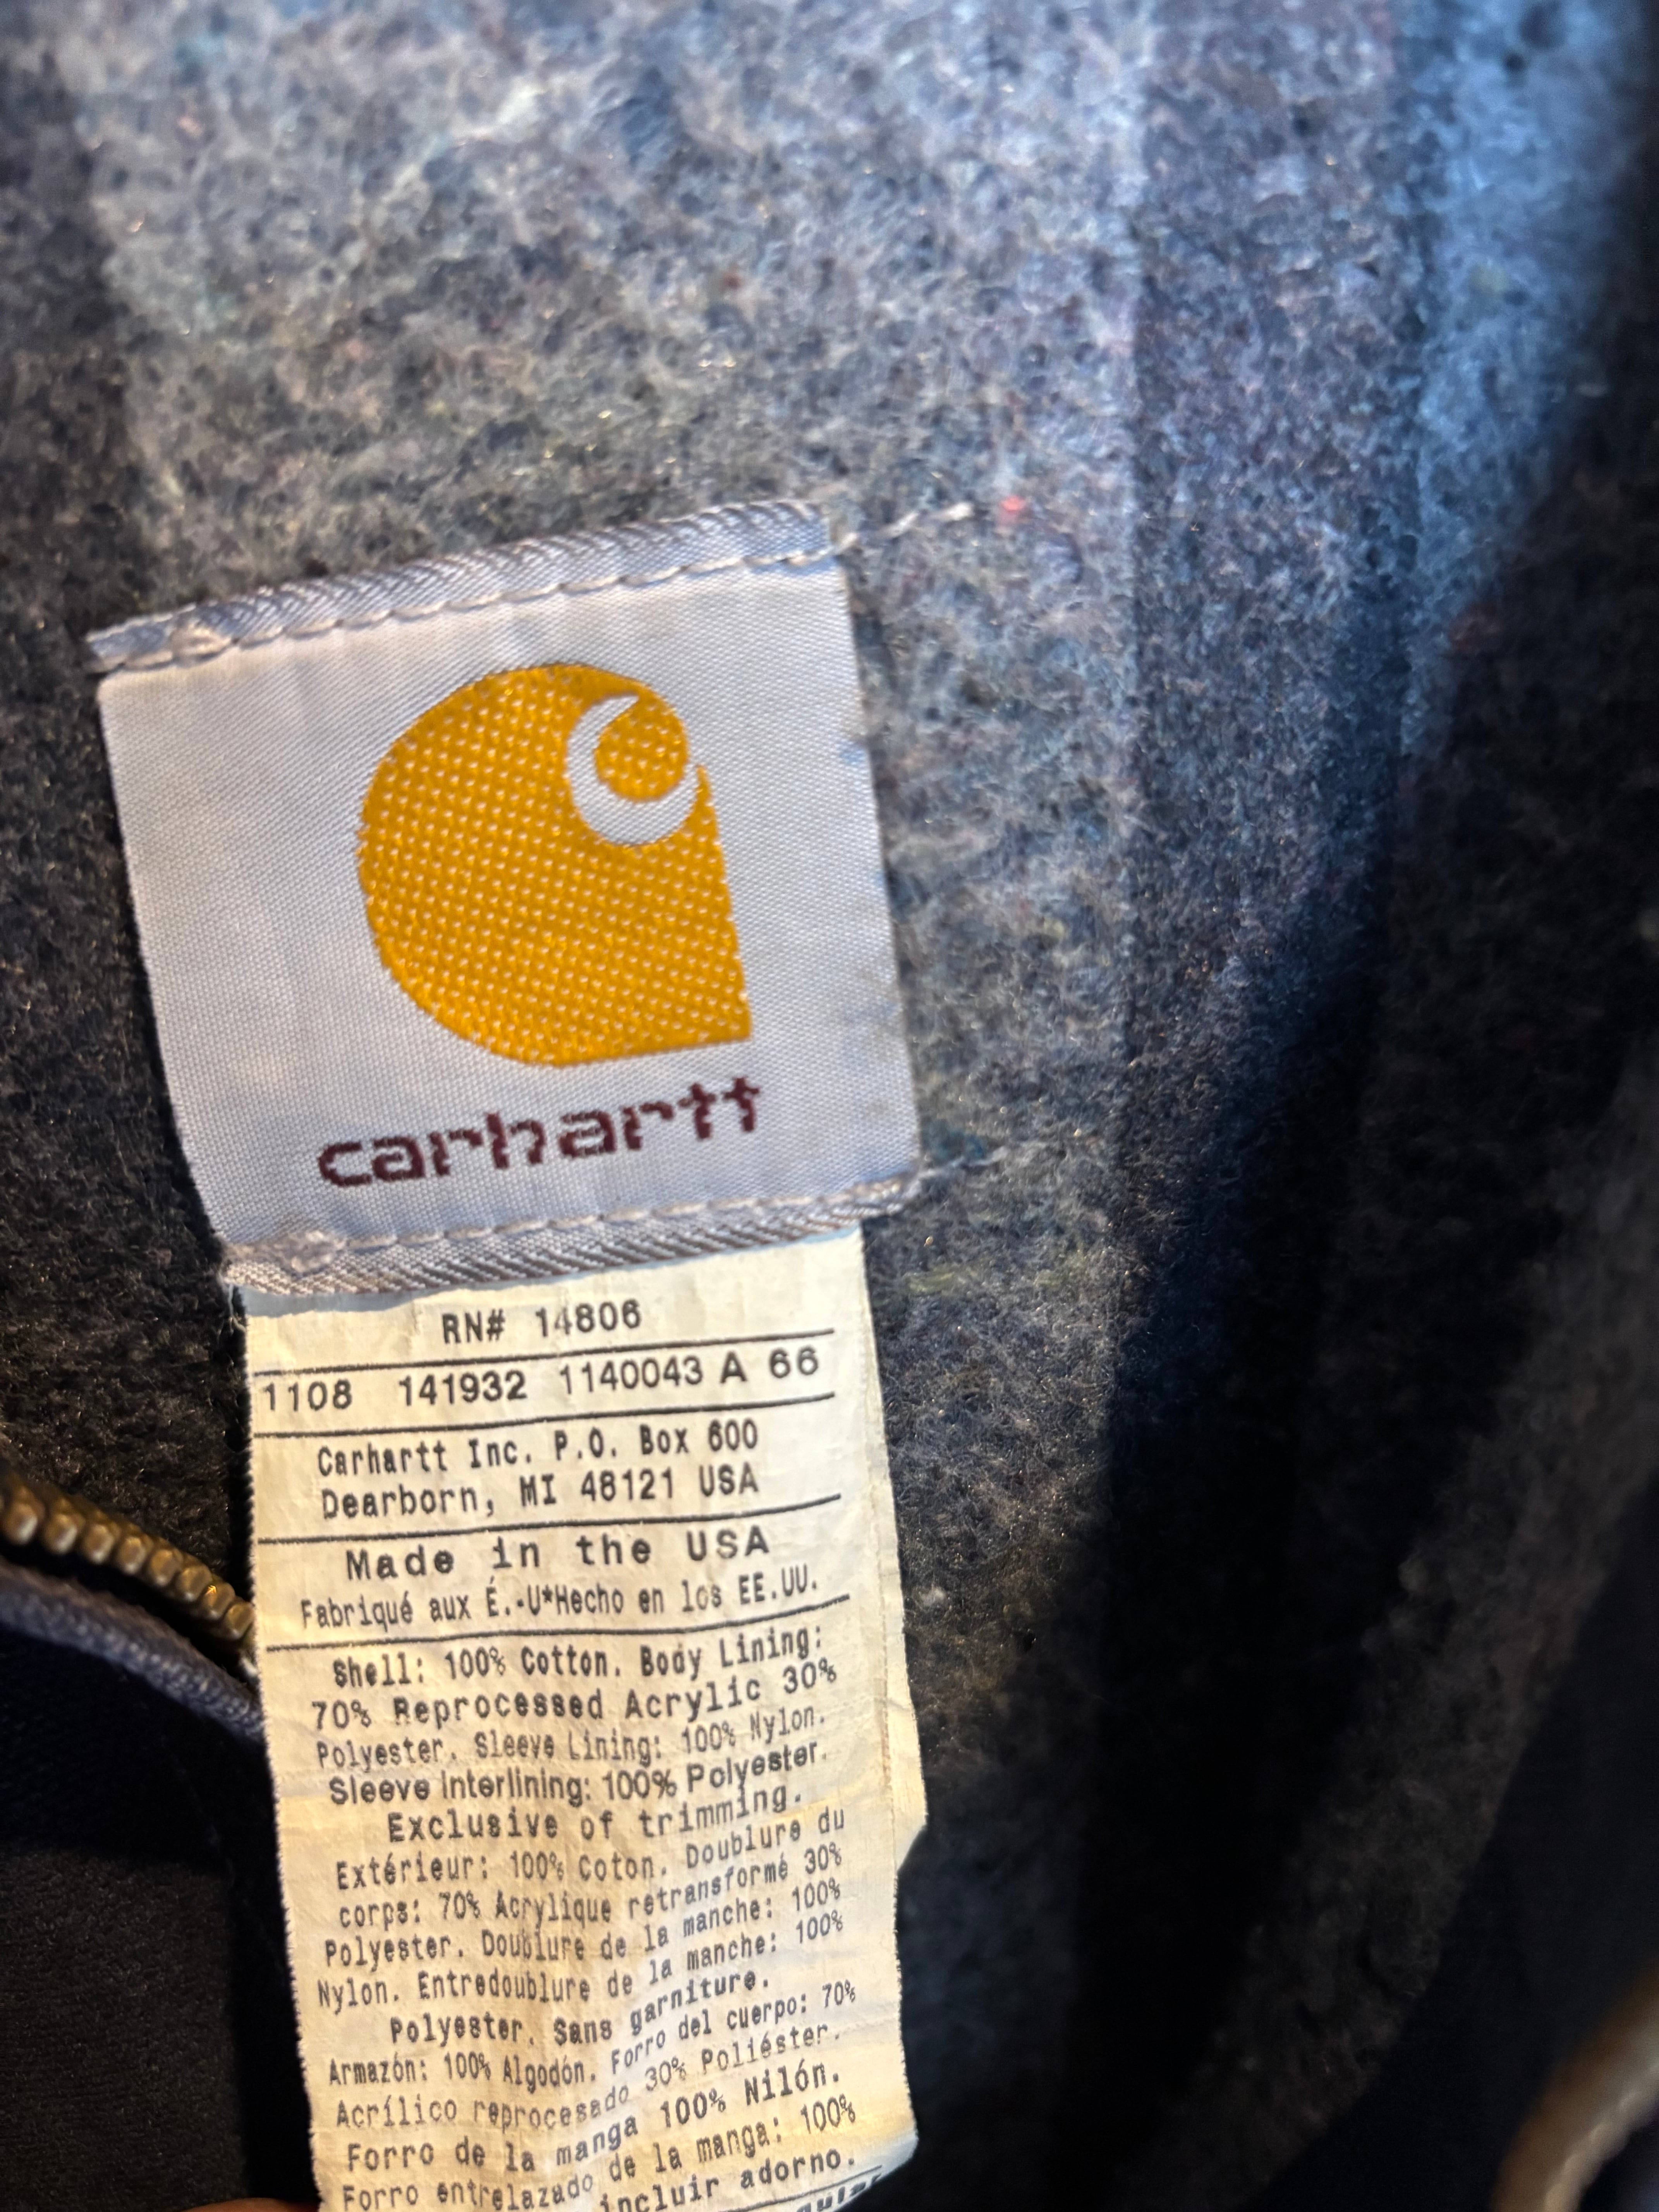 carhartt
RN# 14806
1108 141932 1140043 A 66
Carhartt Inc. P.O. Box 600
Dearborn, MI 48121 USA
Made in the USA
Fabriqué aux É.-U*Hecho en los EE.UU.
Shell: 100% Cotton. Body Lining:
70% Reprocessed Acrylic 30%
Polyester. Sleeve Lining: 100% Nylon.
Sleeve Interlining: 100% Polyester.
Exclusive of trimming.
Extérieur: 100% Coton. Doublure du
corps: 70% Acrylique retransformé 30%
Polyester. Doublure de la manche: 100%
Nylon. Entredoublure de la manche: 100%
Polyester. Sans garniture.
Armazón: 100% Algodón. Forro del cuerpo: 70%
Acrílico reprocesado 30% Poliéster.
Forro de la manga 100% Nilón.
Forro entrelazado de la manga: 100%
incluir adorno.